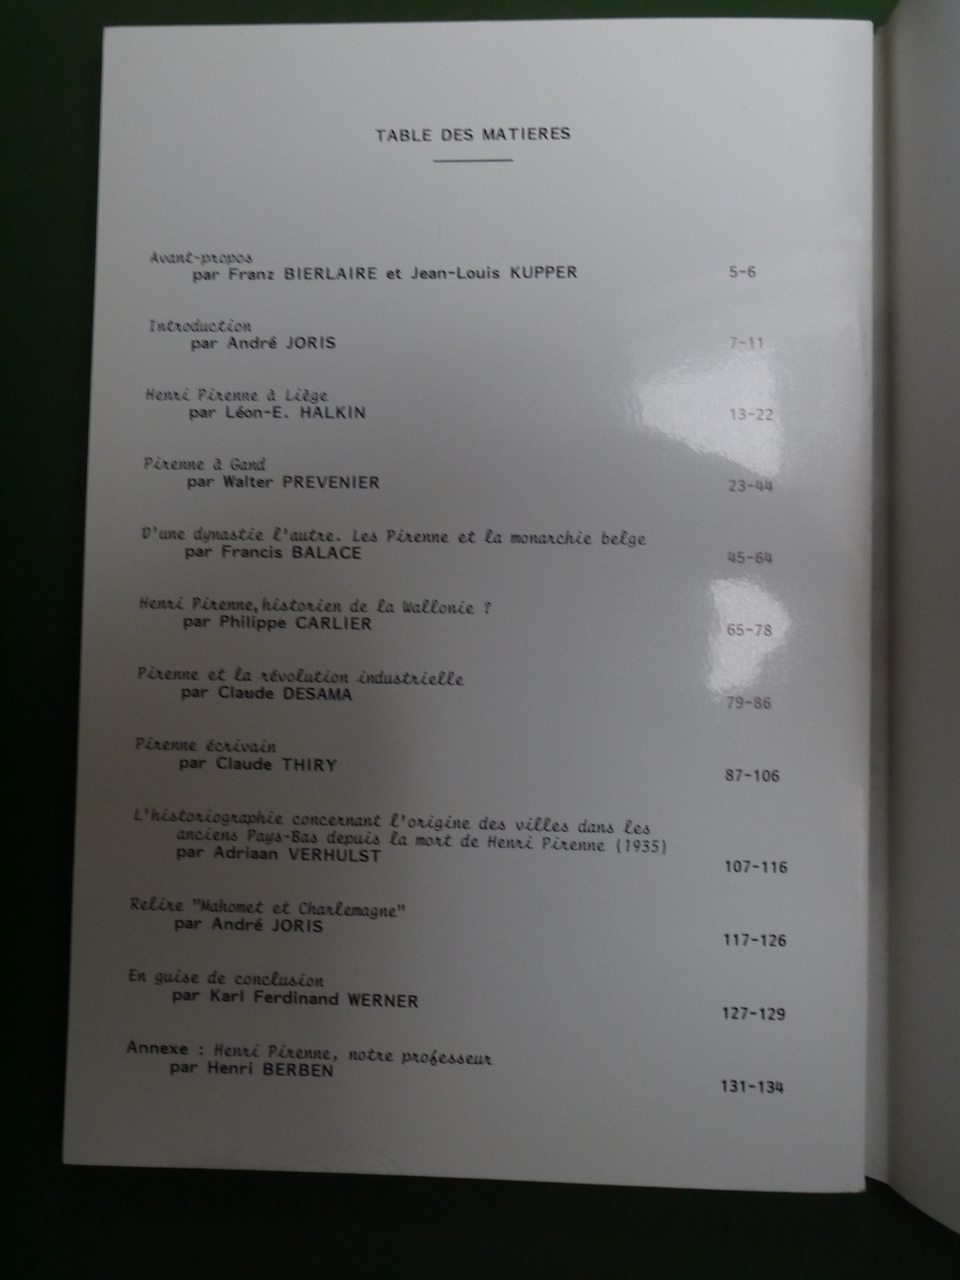 TABLE DES MATIERES
Avant-propos
par Franz BIERLAIRE et Jean-Louis KUPPER 5-6
Introduction
par André JORIS 7-11
Henri Pirenne à Liège
par Léon-E. HALKIN 13-22
Pirenne à Gand
par Walter PREVENIER 23-44
D'une dynastie l'autre. Les Pirenne et la monarchie belge
par Francis BALACE 45-64
Henri Pirenne, historien de la Wallonie ?
par Philippe CARLIER 65-78
Pirenne et la révolution industrielle
par Claude DESAMA 79-86
Pirenne écrivain
par Claude THIRY 87-106
L'historiographie concernant l'origine des villes dans les
anciens Pays-Bas depuis la mort de Henri Pirenne (1935)
par Adriaan VERHULST 107-116
Relire "Mahomet et Charlemagne"
par André JORIS 117-126
En guise de conclusion
par Karl Ferdinand WERNER 127-129
Annexe : Henri Pirenne, notre professeur
par Henri BERBEN 131-134